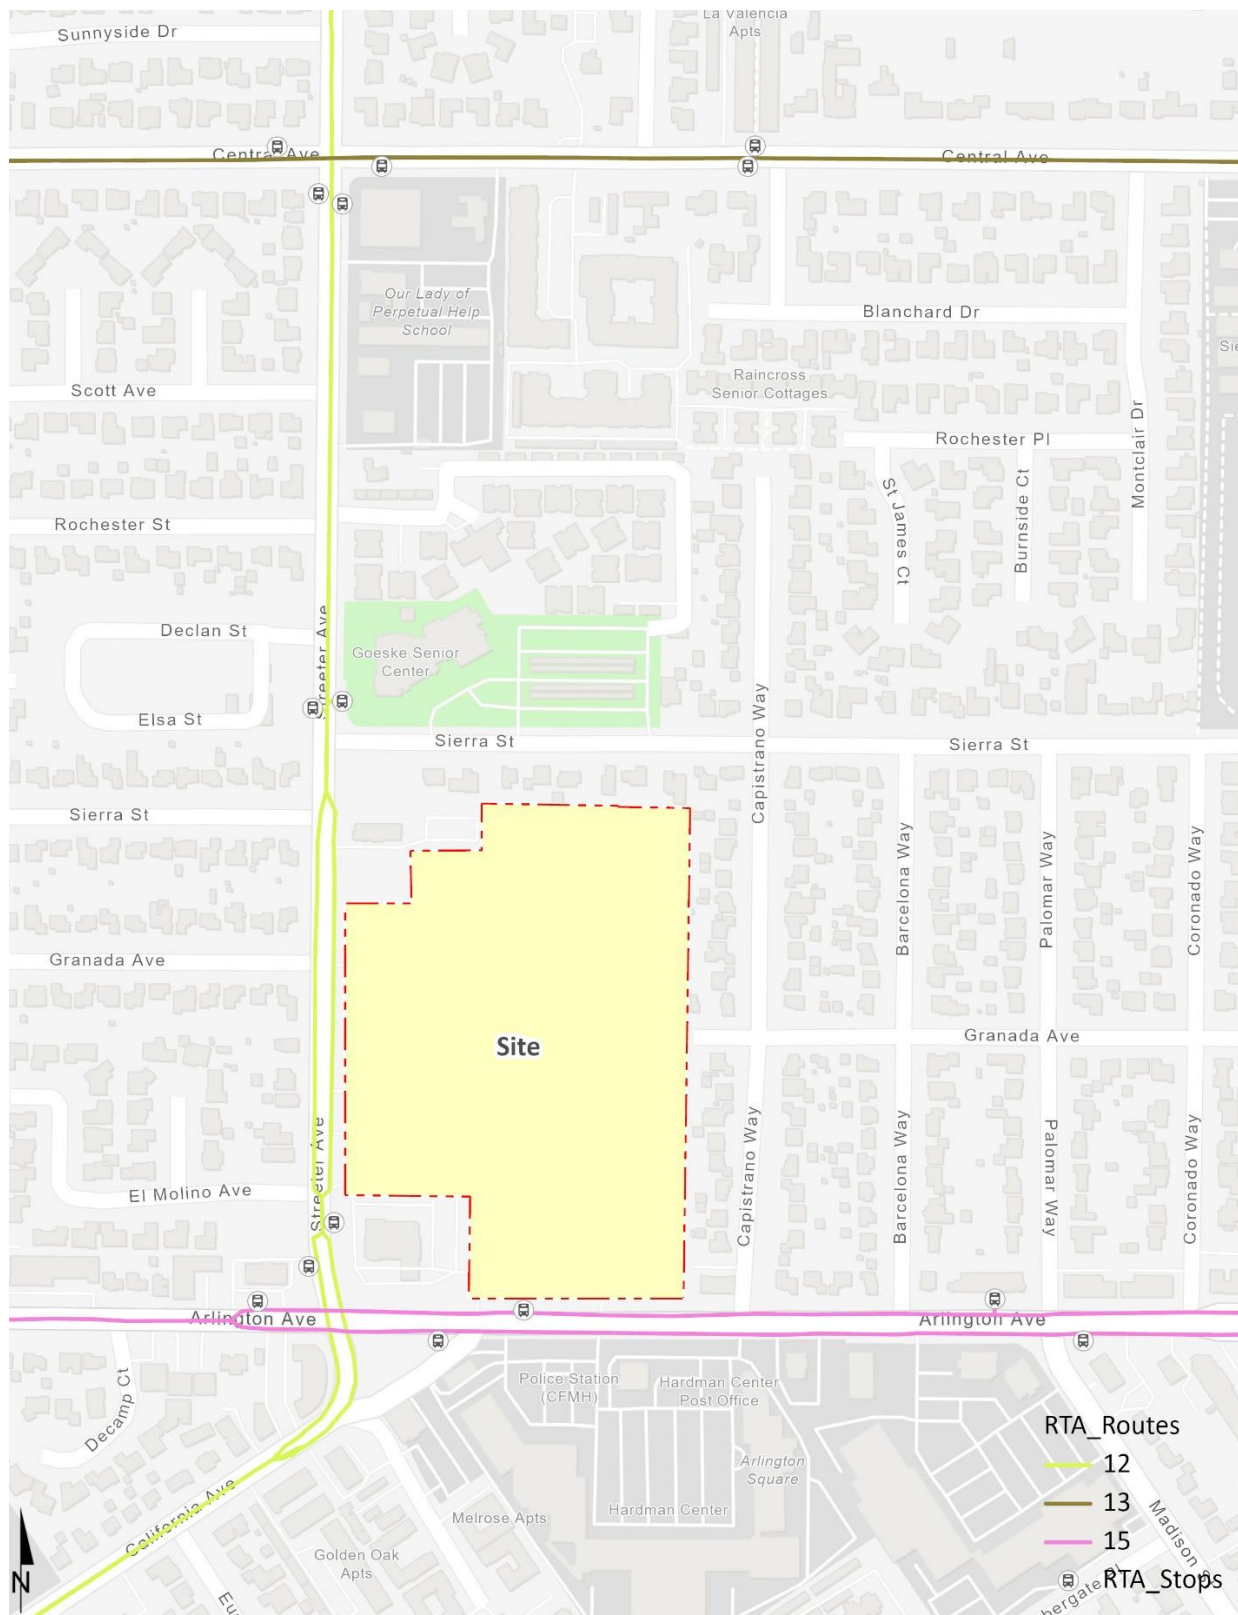 La Valencia
Apts
Sunnyside Dr
Central Ave
Central Ave
Our Lady of
Perpetual Help
School
Blanchard Dr
Sie
Scott Ave
Raincross
Senior Cottages
Rochester Pl
Montclair Dr
St James Ct
Burnside Ct
Rochester St
Declan St
Streeter Ave
Goeske Senior
Center
Elsa St
Sierra St
Sierra St
Capistrano Way
Sierra St
Barcelona Way
Palomar Way
Coronado Way
Granada Ave
Site
Granada Ave
Streeter Ave
Capistrano Way
Barcelona Way
Palomar Way
Coronado Way
El Molino Ave
Arlington Ave
Arlington Ave
Decamp Ct
Police Station
(CFMH)
Hardman Center
Post Office
Arlington
Square
Hardman Center
California Ave
Melrose Apts
Golden Oak
Apts
Madison S
RTA_Routes
12
13
15
RTA_Stops
N